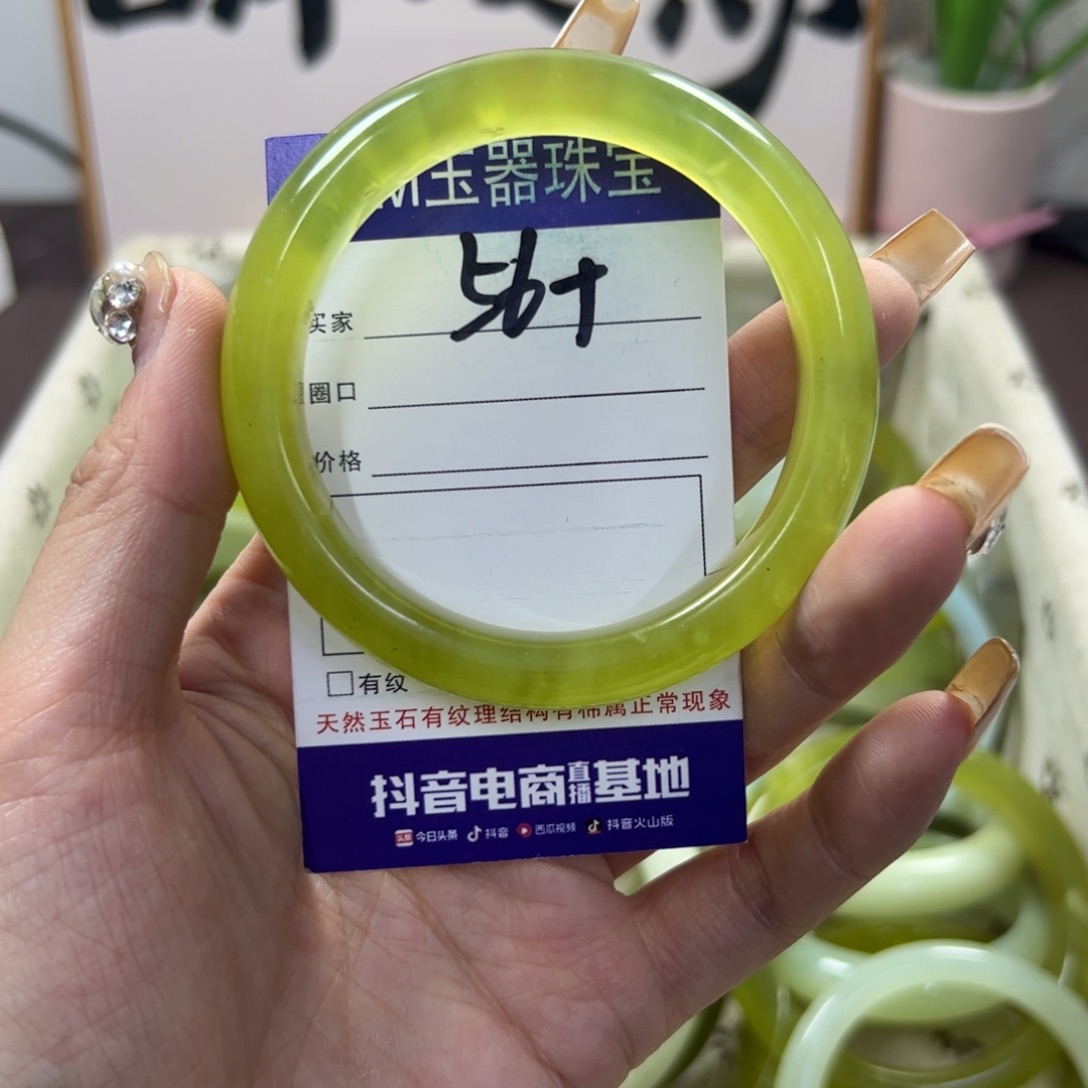 玉器珠宝
56+
买家
圈口
价格
有纹
天然玉石有纹理结构有棉属正常现象
抖音电商直播基地
今日头条 抖音 西瓜视频 抖音火山版